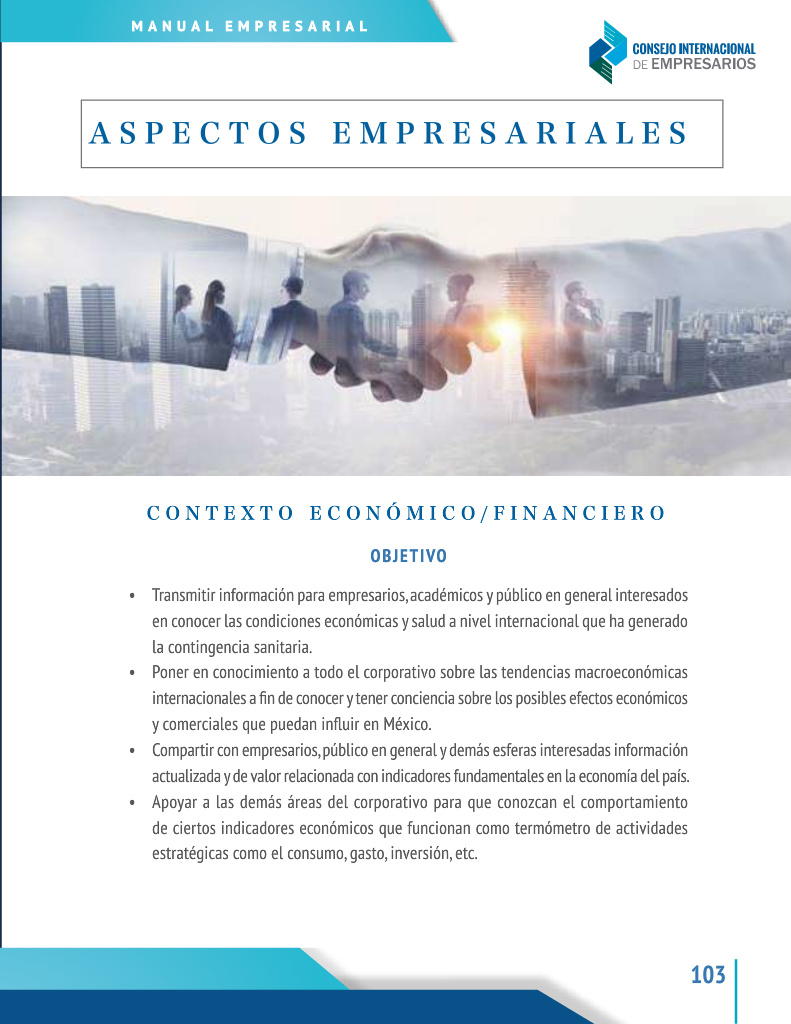 MANUAL EMPRESARIAL
CONSEJO INTERNACIONAL
DE EMPRESARIOS
ASPECTOS EMPRESARIALES
CONTEXTO ECONÓMICO/FINANCIERO
OBJETIVO
• Transmitir información para empresarios, académicos y público en general interesados
en conocer las condiciones económicas y salud a nivel internacional que ha generado
la contingencia sanitaria.
• Poner en conocimiento a todo el corporativo sobre las tendencias macroeconómicas
internacionales a fin de conocer y tener conciencia sobre los posibles efectos económicos
y comerciales que puedan influir en México.
• Compartir con empresarios, público en general y demás esferas interesadas información
actualizada y de valor relacionada con indicadores fundamentales en la economía del país.
• Apoyar a las demás áreas del corporativo para que conozcan el comportamiento
de ciertos indicadores económicos que funcionan como termómetro de actividades
estratégicas como el consumo, gasto, inversión, etc.
103